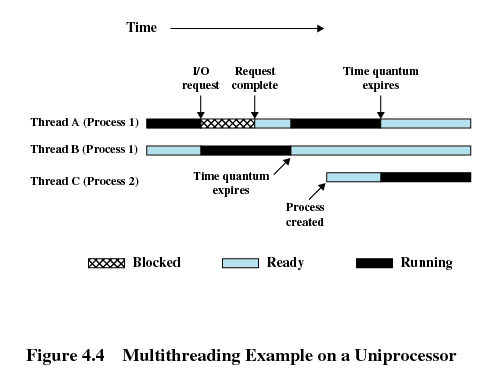 Time
I/O
request
Request
complete
Time quantum
expires
Thread A (Process 1)
Thread B (Process 1)
Time quantum
expires
Thread C (Process 2)
Process
created
Blocked
Ready
Running
Figure 4.4 Multithreading Example on a Uniprocessor